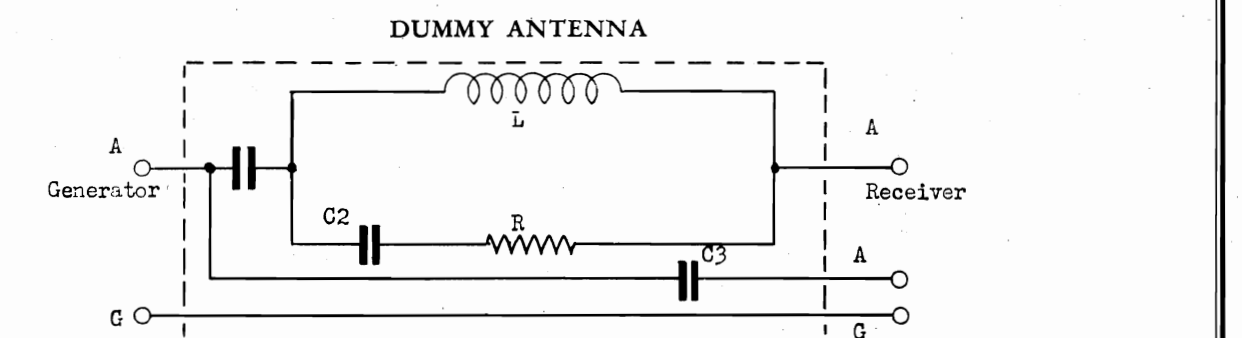 DUMMY ANTENNA
L
A
A
Generator
Receiver
C2
R
C3
A
G
G